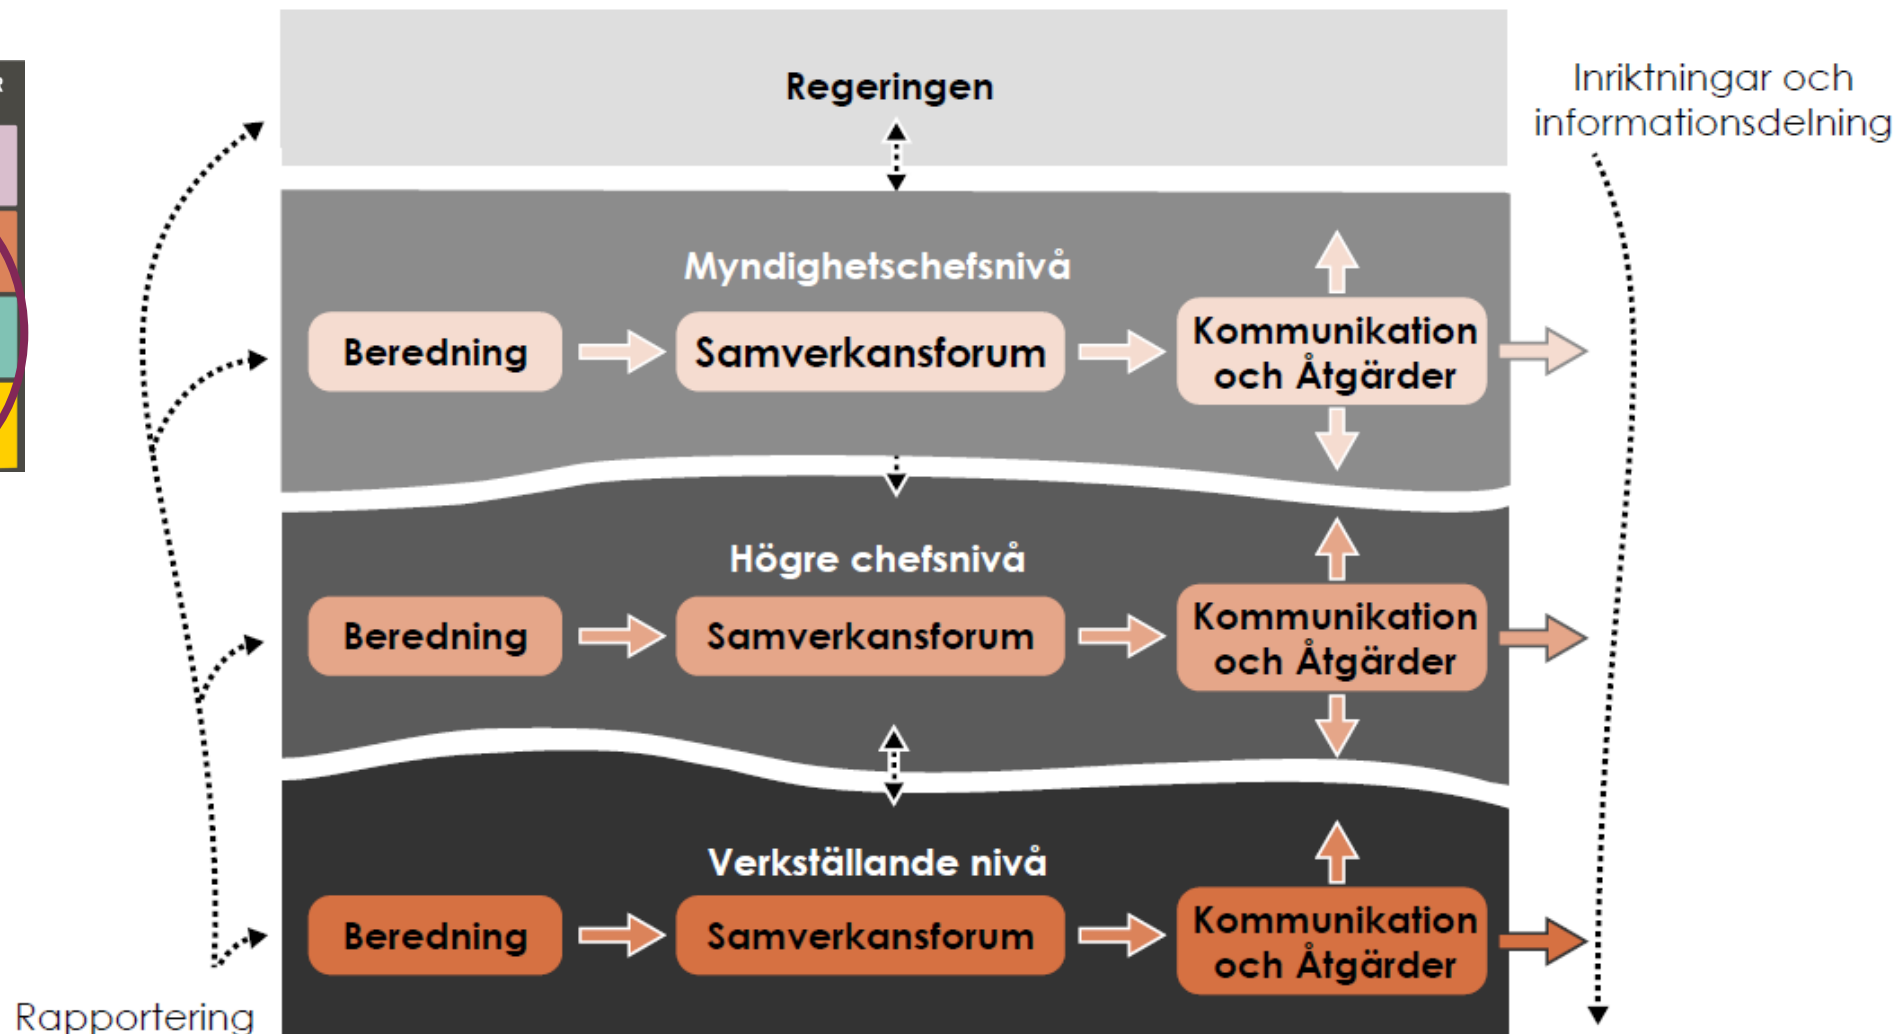 R
Regeringen
Inriktningar och
informationsdelning
Myndighetschefsnivå
Beredning
Samverkansforum
Kommunikation
och Åtgärder
Högre chefsnivå
Beredning
Samverkansforum
Kommunikation
och Åtgärder
Verkställande nivå
Beredning
Samverkansforum
Kommunikation
och Åtgärder
Rapportering